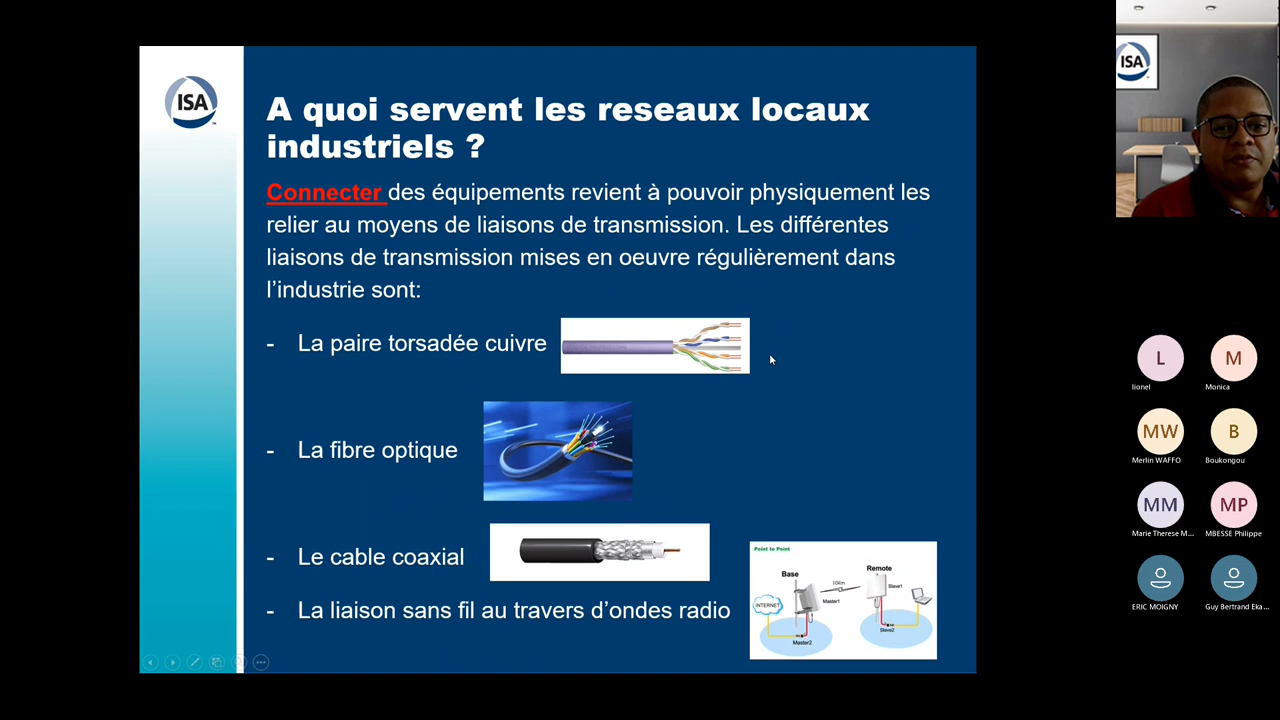 ISA
A quoi servent les reseaux locaux
industriels ?
Connecter des équipements revient à pouvoir physiquement les
relier au moyens de liaisons de transmission. Les différentes
liaisons de transmission mises en oeuvre régulièrement dans
l’industrie sont:
- La paire torsadée cuivre
- La fibre optique
- Le cable coaxial
- La liaison sans fil au travers d’ondes radio
Point to Point
Base
Remote
10km
Slave1
Master1
INTERNET
Slave2
Master2
ISA
L
M
lionel
Monica
MW
B
Merlin WAFFO
Boukongou
MM
MP
Marie Therese M...
MBESSE Philippe
ERIC MOIGNY
Guy Bertrand Eka...